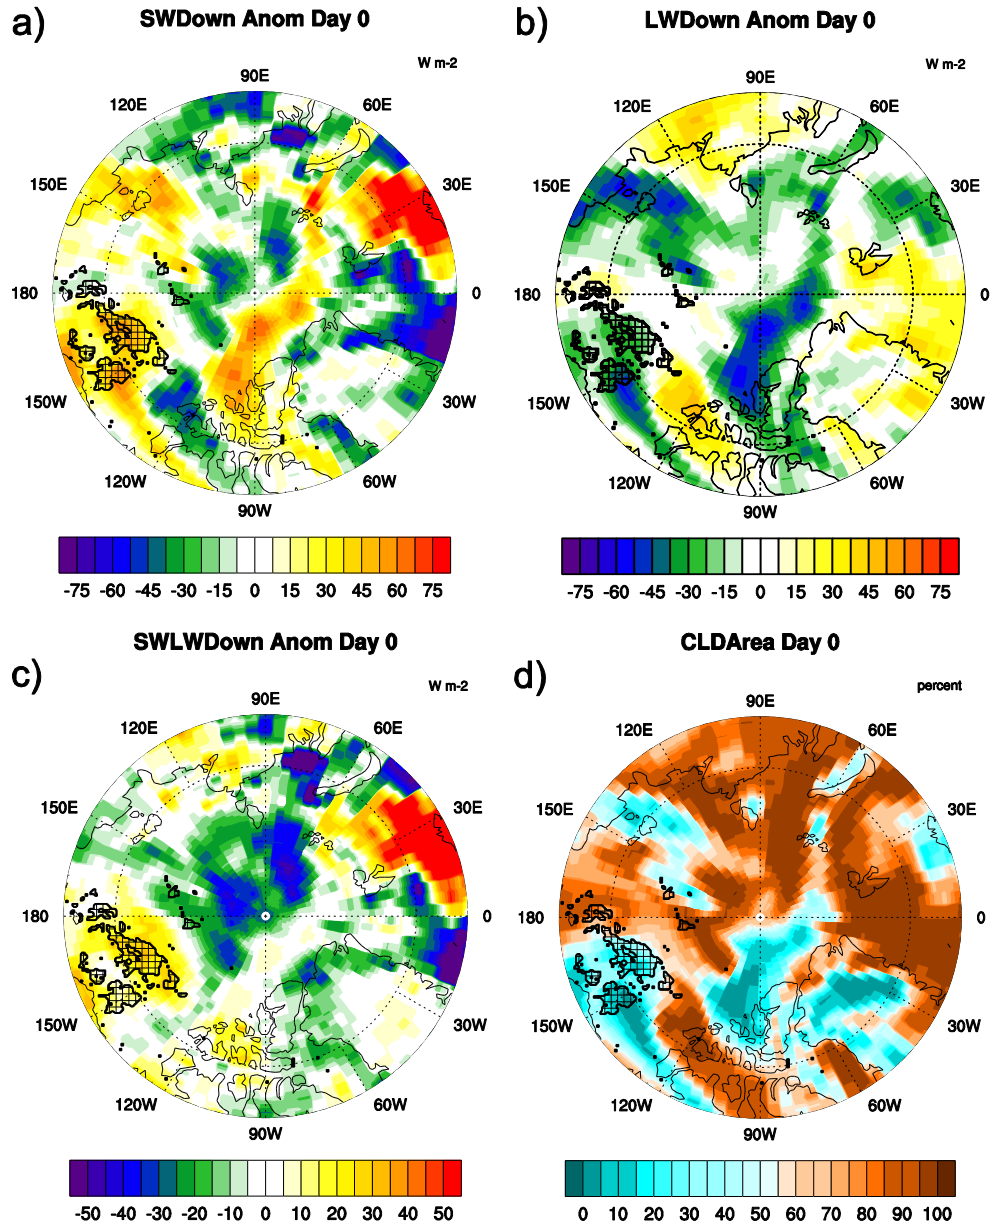 a)
SWDown Anom Day 0
W m-2
90E
120E
60E
150E
30E
180
0
150W
30W
120W
60W
90W
-75 -60 -45 -30 -15 0 15 30 45 60 75
b)
LWDown Anom Day 0
W m-2
90E
120E
60E
150E
30E
180
0
150W
30W
120W
60W
90W
-75 -60 -45 -30 -15 0 15 30 45 60 75
c)
SWLWDown Anom Day 0
W m-2
90E
120E
60E
150E
30E
180
0
150W
30W
120W
60W
90W
-50 -40 -30 -20 -10 0 10 20 30 40 50
d)
CLDArea Day 0
percent
90E
120E
60E
150E
30E
180
0
150W
30W
120W
60W
90W
0 10 20 30 40 50 60 70 80 90 100